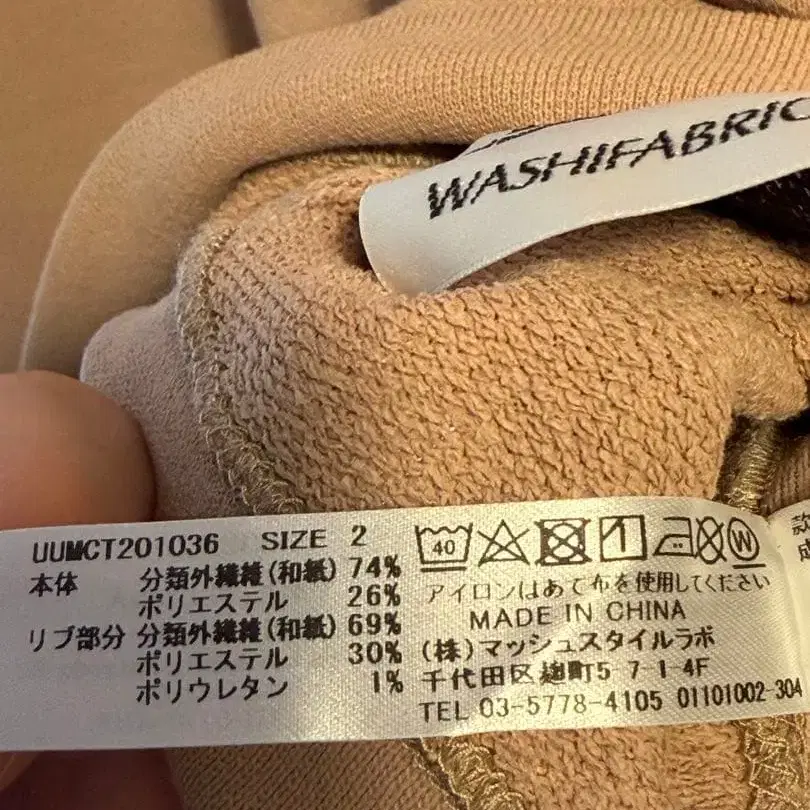 WASHIFABRIC
UUMCT201036 SIZE 2
本体 分類外繊維(和紙) 74%
ポリエステル 26%
リブ部分 分類外繊維(和紙) 69%
ポリエステル 30%
ポリウレタン 1%
40 W
アイロンはあて布を使用してください
MADE IN CHINA
(株)マッシュスタイルラボ
千代田区麹町5-7-1-4F
TEL 03-5778-4105 01101002-304